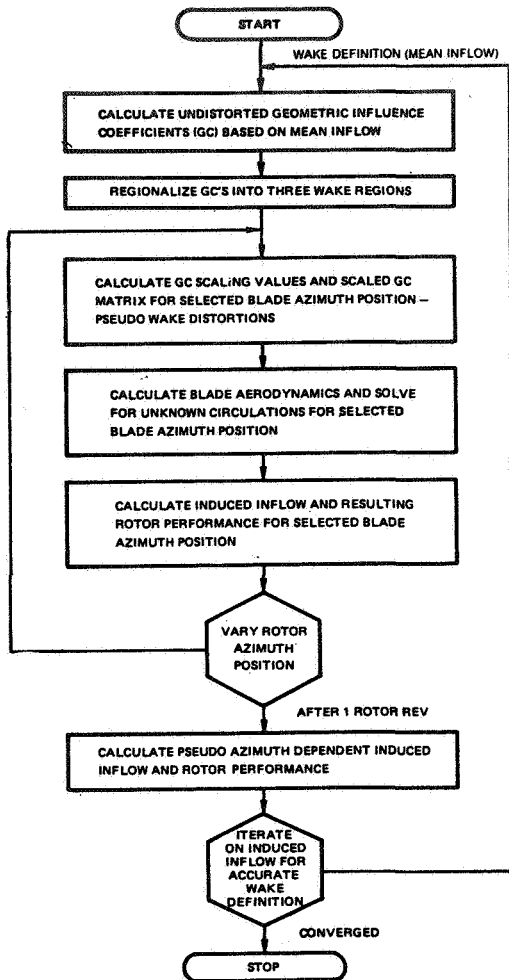 START
WAKE DEFINITION (MEAN INFLOW)
CALCULATE UNDISTORTED GEOMETRIC INFLUENCE
COEFFICIENTS (GC) BASED ON MEAN INFLOW
REGIONALIZE GC'S INTO THREE WAKE REGIONS
CALCULATE GC SCALING VALUES AND SCALED GC
MATRIX FOR SELECTED BLADE AZIMUTH POSITION –
PSEUDO WAKE DISTORTIONS
CALCULATE BLADE AERODYNAMICS AND SOLVE
FOR UNKNOWN CIRCULATIONS FOR SELECTED
BLADE AZIMUTH POSITION
CALCULATE INDUCED INFLOW AND RESULTING
ROTOR PERFORMANCE FOR SELECTED BLADE
AZIMUTH POSITION
VARY ROTOR
AZIMUTH
POSITION
AFTER 1 ROTOR REV
CALCULATE PSEUDO AZIMUTH DEPENDENT INDUCED
INFLOW AND ROTOR PERFORMANCE
ITERATE
ON INDUCED
INFLOW FOR
ACCURATE
WAKE
DEFINITION
CONVERGED
STOP